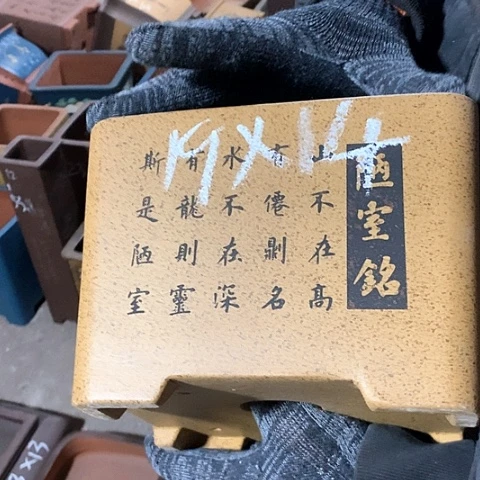 陋室銘
山不在高
有僊則名
水不在深
有龍則靈
斯是陋室
19X14